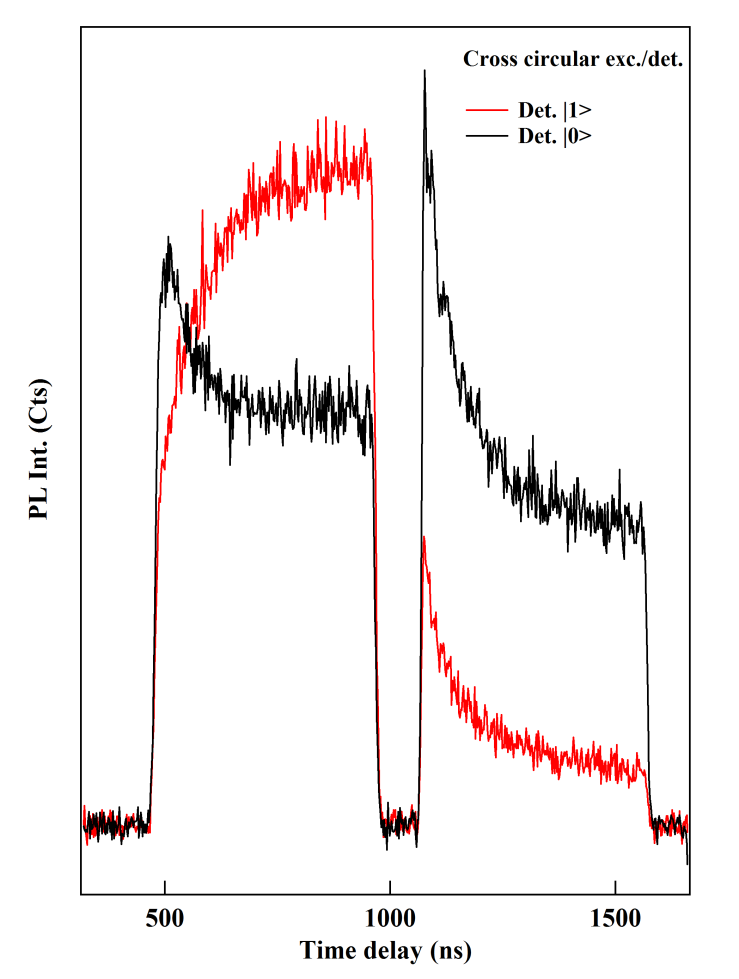 Cross circular exc./det.
Det. |1>
Det. |0>
PL Int. (Cts)
500
1000
1500
Time delay (ns)